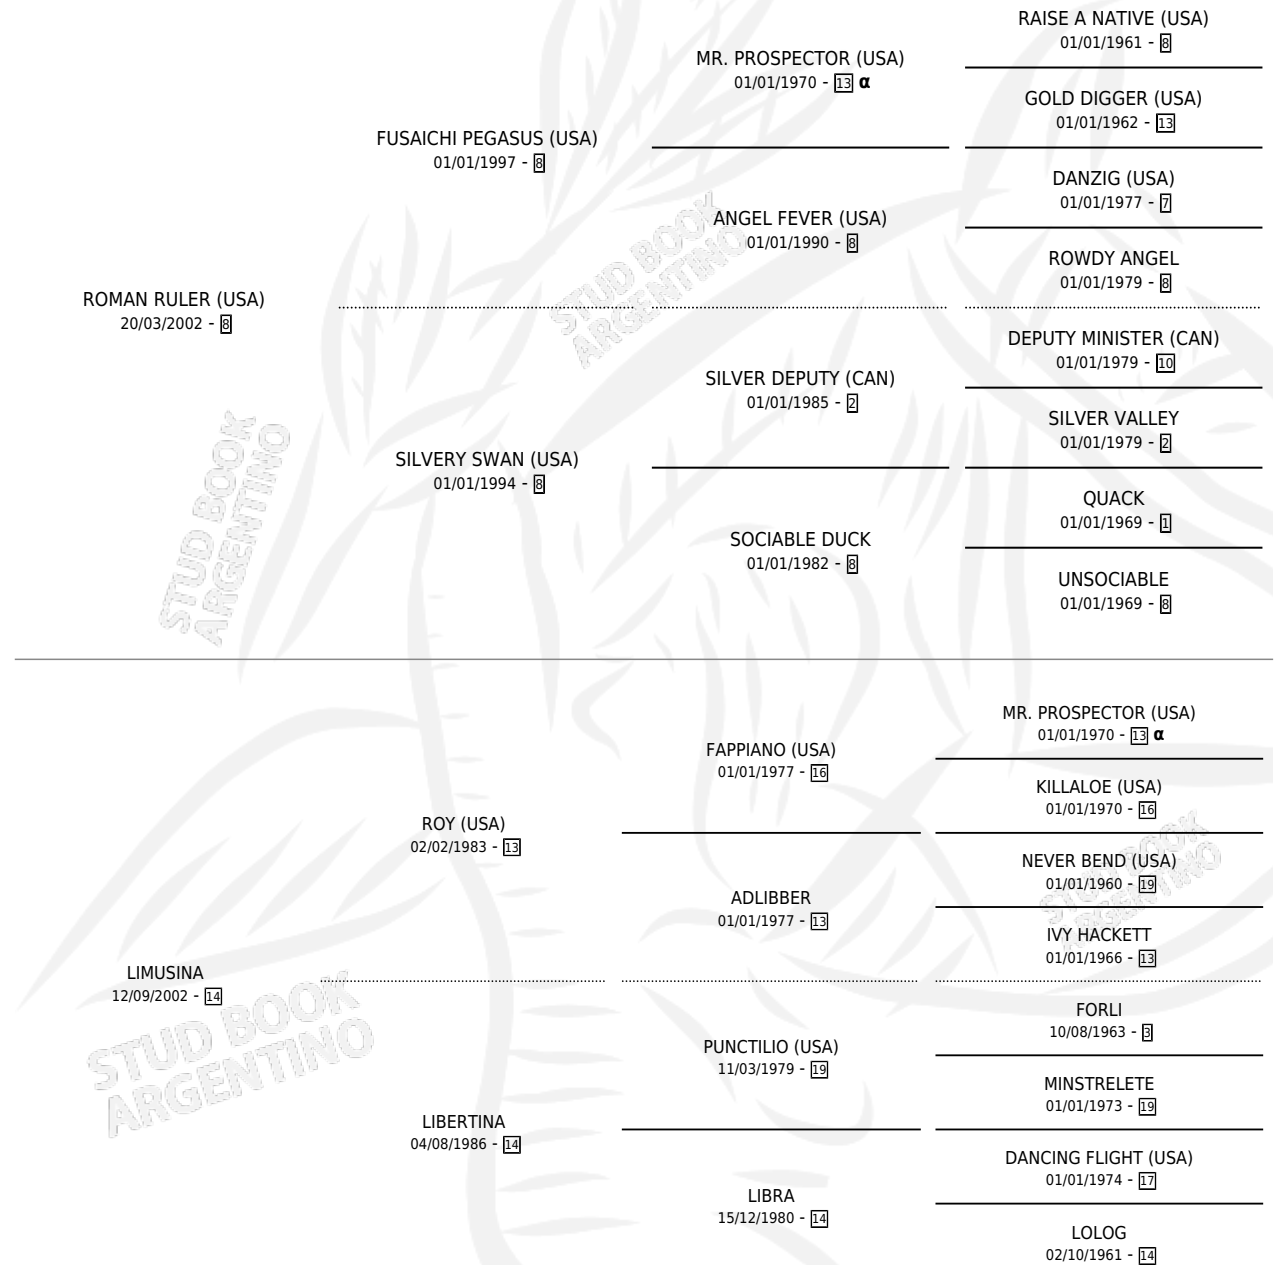 RAISE A NATIVE (USA)
01/01/1961 - 8
MR. PROSPECTOR (USA)
01/01/1970 - 13 α
GOLD DIGGER (USA)
01/01/1962 - 13
FUSAICHI PEGASUS (USA)
01/01/1997 - 8
DANZIG (USA)
01/01/1977 - 7
ANGEL FEVER (USA)
01/01/1990 - 8
ROWDY ANGEL
01/01/1979 - 8
ROMAN RULER (USA)
20/03/2002 - 8
DEPUTY MINISTER (CAN)
01/01/1979 - 10
SILVER DEPUTY (CAN)
01/01/1985 - 2
SILVER VALLEY
01/01/1979 - 2
SILVERY SWAN (USA)
01/01/1994 - 8
QUACK
01/01/1969 - 1
SOCIABLE DUCK
01/01/1982 - 8
UNSOCIABLE
01/01/1969 - 8
MR. PROSPECTOR (USA)
01/01/1970 - 13 α
FAPPIANO (USA)
01/01/1977 - 16
KILLALOE (USA)
01/01/1970 - 16
ROY (USA)
02/02/1983 - 13
NEVER BEND (USA)
01/01/1960 - 19
ADLIBBER
01/01/1977 - 13
IVY HACKETT
01/01/1966 - 13
LIMUSINA
12/09/2002 - 14
FORLI
10/08/1963 - 3
PUNCTILIO (USA)
11/03/1979 - 19
MINSTRELETE
01/01/1973 - 19
LIBERTINA
04/08/1986 - 14
DANCING FLIGHT (USA)
01/01/1974 - 17
LIBRA
15/12/1980 - 14
LOLOG
02/10/1961 - 14
STUD BOOK
ARGENTINO
STUD BOOK
ARGENTINO
STUD BOOK
ARGENTINO
STUD BOOK
ARGENTINO